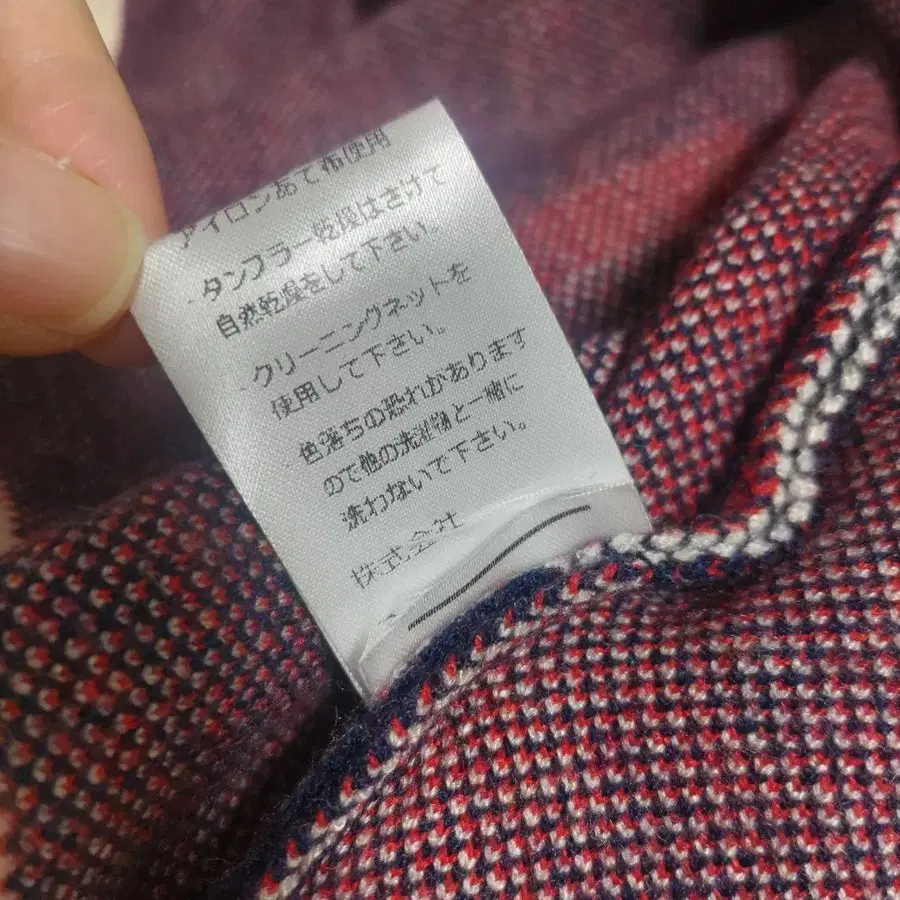 アイロンあて布使用
・タンブラー乾燥はさけて
自然乾燥をして下さい。
・クリーニングネットを
使用して下さい。
・色落ちの恐れがあります
ので他の洗濯物と一緒に
洗わないで下さい。
株式会社